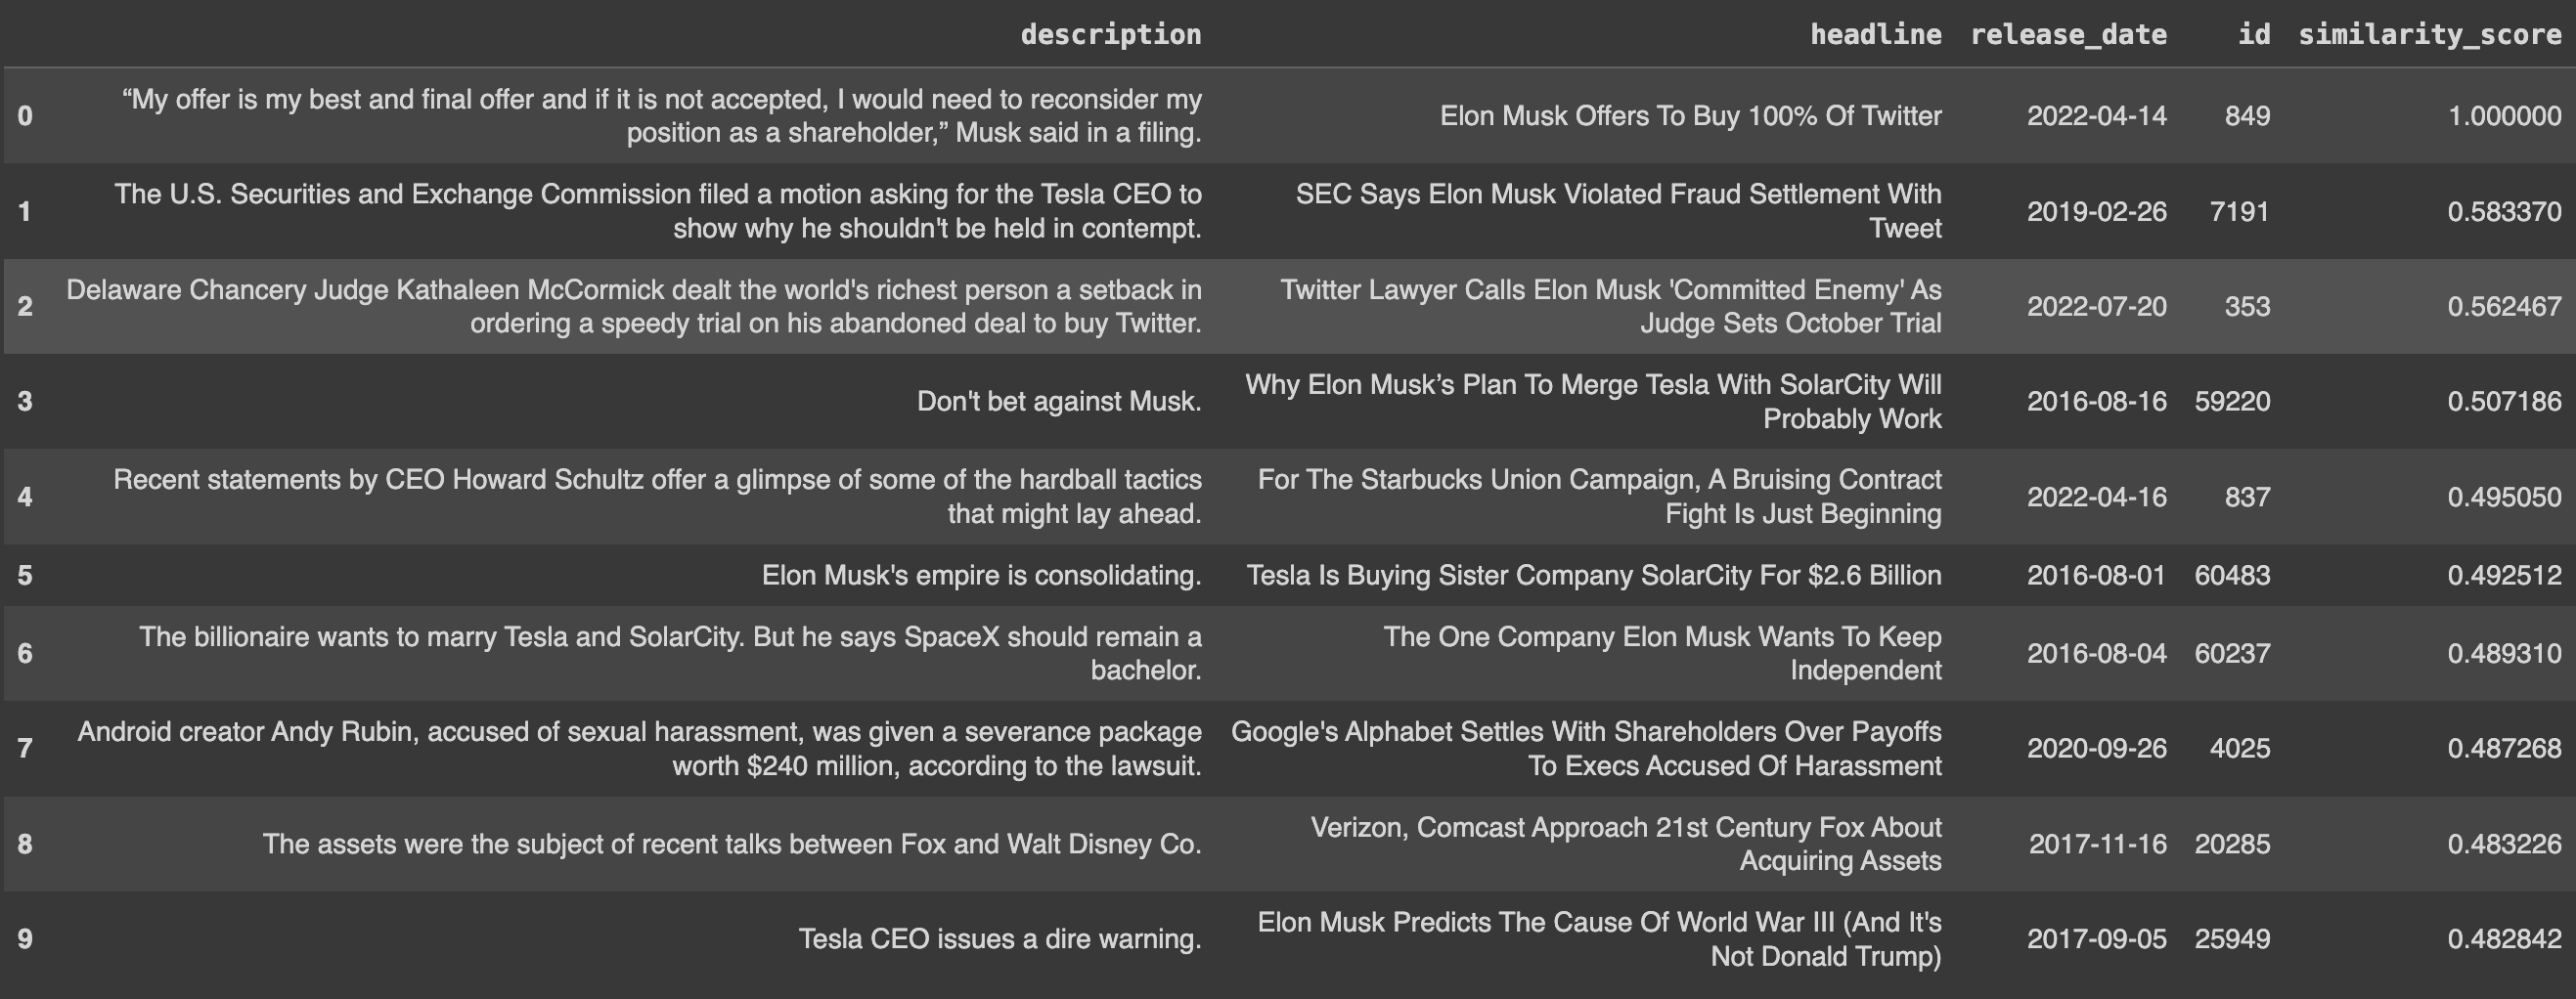 description headline release_date id similarity_score
0 “My offer is my best and final offer and if it is not accepted, I would need to reconsider my
position as a shareholder,” Musk said in a filing. Elon Musk Offers To Buy 100% Of Twitter 2022-04-14 849 1.000000
1 The U.S. Securities and Exchange Commission filed a motion asking for the Tesla CEO to
show why he shouldn't be held in contempt. SEC Says Elon Musk Violated Fraud Settlement With
Tweet 2019-02-26 7191 0.583370
2 Delaware Chancery Judge Kathaleen McCormick dealt the world's richest person a setback in
ordering a speedy trial on his abandoned deal to buy Twitter. Twitter Lawyer Calls Elon Musk 'Committed Enemy' As
Judge Sets October Trial 2022-07-20 353 0.562467
3 Don't bet against Musk. Why Elon Musk’s Plan To Merge Tesla With SolarCity Will
Probably Work 2016-08-16 59220 0.507186
4 Recent statements by CEO Howard Schultz offer a glimpse of some of the hardball tactics
that might lay ahead. For The Starbucks Union Campaign, A Bruising Contract
Fight Is Just Beginning 2022-04-16 837 0.495050
5 Elon Musk's empire is consolidating. Tesla Is Buying Sister Company SolarCity For $2.6 Billion 2016-08-01 60483 0.492512
6 The billionaire wants to marry Tesla and SolarCity. But he says SpaceX should remain a
bachelor. The One Company Elon Musk Wants To Keep
Independent 2016-08-04 60237 0.489310
7 Android creator Andy Rubin, accused of sexual harassment, was given a severance package
worth $240 million, according to the lawsuit. Google's Alphabet Settles With Shareholders Over Payoffs
To Execs Accused Of Harassment 2020-09-26 4025 0.487268
8 The assets were the subject of recent talks between Fox and Walt Disney Co. Verizon, Comcast Approach 21st Century Fox About
Acquiring Assets 2017-11-16 20285 0.483226
9 Tesla CEO issues a dire warning. Elon Musk Predicts The Cause Of World War III (And It's
Not Donald Trump) 2017-09-05 25949 0.482842